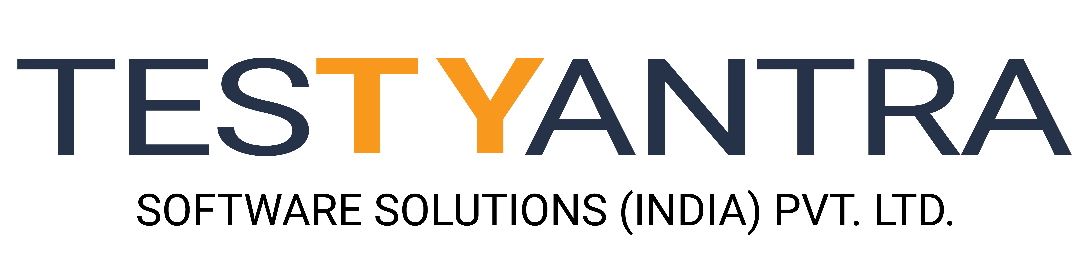 TESTYANTRA
SOFTWARE SOLUTIONS (INDIA) PVT. LTD.